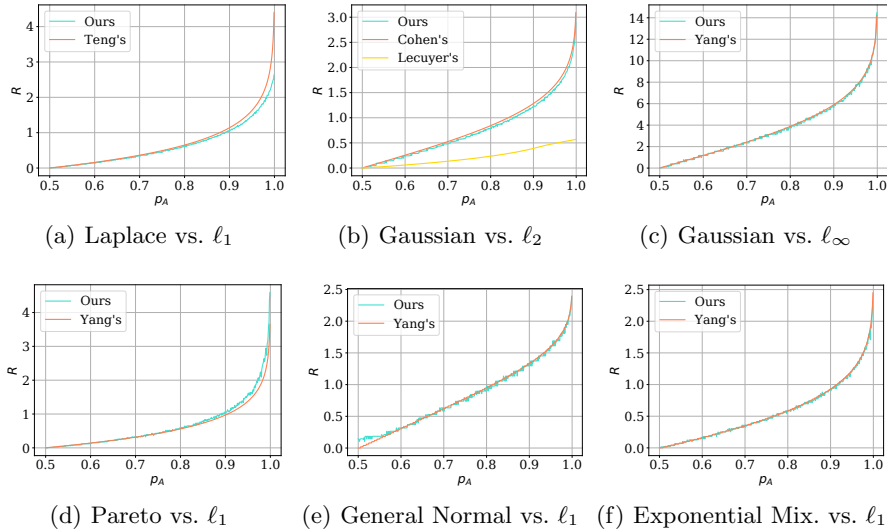 Ours
Teng's
R
4
3
2
1
0
0.5 0.6 0.7 0.8 0.9 1.0
p_A
(a) Laplace vs. ℓ₁
Ours
Cohen's
Lecuyer's
R
3.0
2.5
2.0
1.5
1.0
0.5
0.0
0.5 0.6 0.7 0.8 0.9 1.0
p_A
(b) Gaussian vs. ℓ₂
Ours
Yang's
R
14
12
10
8
6
4
2
0
0.5 0.6 0.7 0.8 0.9 1.0
p_A
(c) Gaussian vs. ℓ∞
Ours
Yang's
R
4
3
2
1
0
0.5 0.6 0.7 0.8 0.9 1.0
p_A
(d) Pareto vs. ℓ₁
Ours
Yang's
R
2.5
2.0
1.5
1.0
0.5
0.0
0.5 0.6 0.7 0.8 0.9 1.0
p_A
(e) General Normal vs. ℓ₁
Ours
Yang's
R
2.5
2.0
1.5
1.0
0.5
0.0
0.5 0.6 0.7 0.8 0.9 1.0
p_A
(f) Exponential Mix. vs. ℓ₁